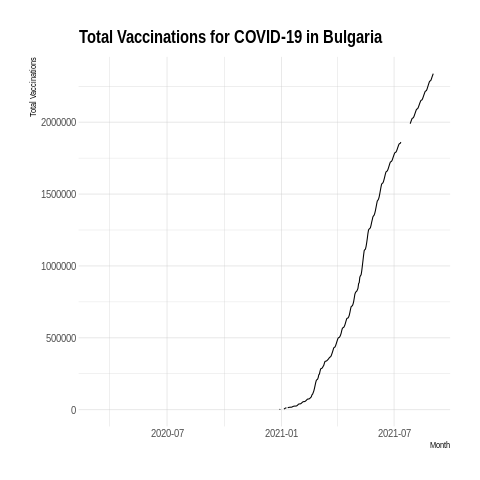 Total Vaccinations for COVID-19 in Bulgaria
Total Vaccinations
2000000
1500000
1000000
500000
0
2020-07 2021-01 2021-07
Month